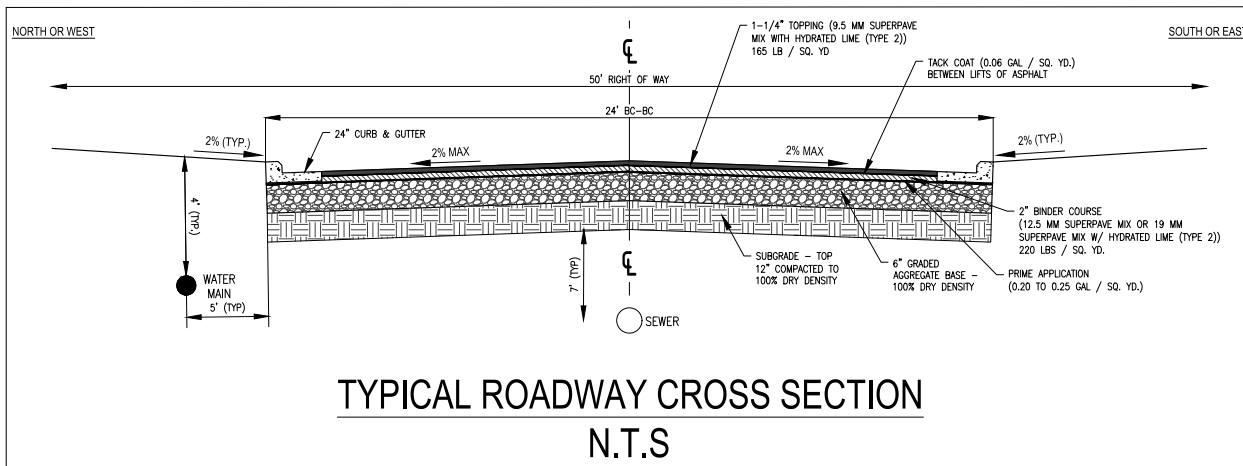 NORTH OR WEST
SOUTH OR EAST
1-1/4" TOPPING (9.5 MM SUPERPAVE
MIX WITH HYDRATED LIME (TYPE 2))
165 LB / SQ. YD
TACK COAT (0.06 GAL / SQ. YD.)
BETWEEN LIFTS OF ASPHALT
50' RIGHT OF WAY
24' BC-BC
24" CURB & GUTTER
2% (TYP.)
2% MAX
2% MAX
2% (TYP.)
4' (TYP.)
WATER
MAIN
5' (TYP)
7' (TYP)
SEWER
SUBGRADE - TOP
12" COMPACTED TO
100% DRY DENSITY
6" GRADED
AGGREGATE BASE -
100% DRY DENSITY
2" BINDER COURSE
(12.5 MM SUPERPAVE MIX OR 19 MM
SUPERPAVE MIX W/ HYDRATED LIME (TYPE 2))
220 LBS / SQ. YD.
PRIME APPLICATION
(0.20 TO 0.25 GAL / SQ. YD.)
TYPICAL ROADWAY CROSS SECTION
N.T.S